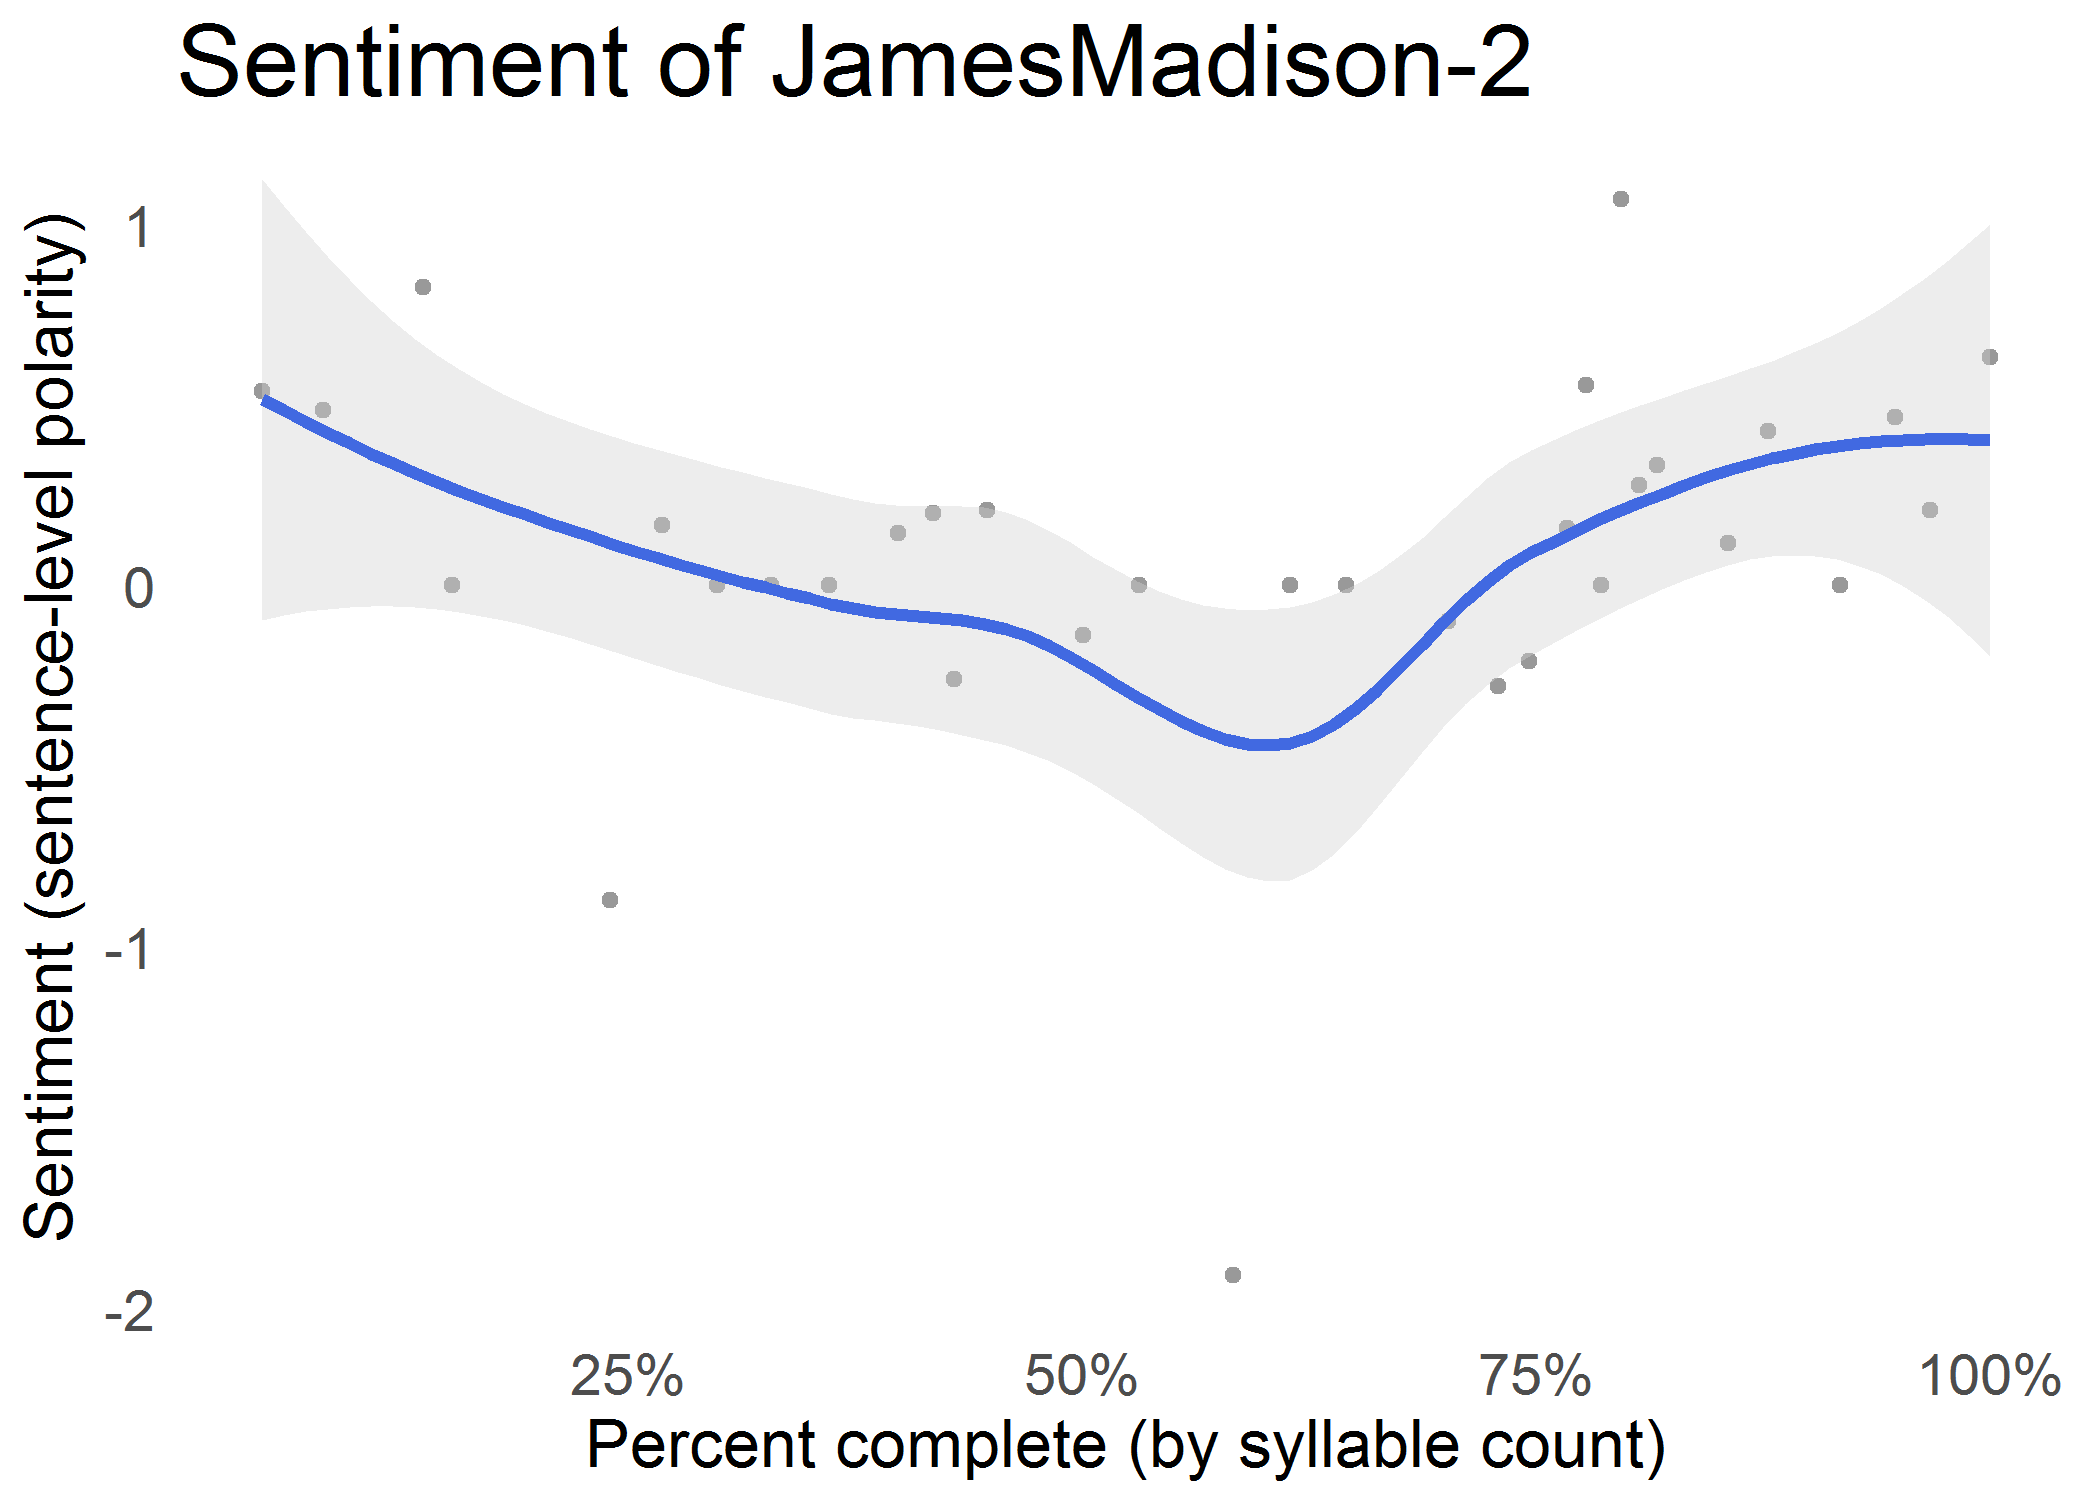 Sentiment of JamesMadison-2
Sentiment (sentence-level polarity)
1
0
-1
-2
25% 50% 75% 100%
Percent complete (by syllable count)